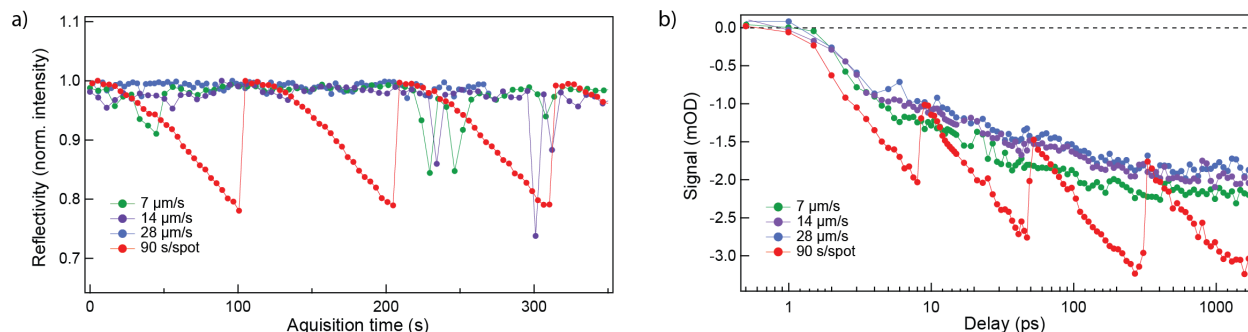 a)
Reflectivity (norm. intensity)
1.1
1.0
0.9
0.8
0.7
7 µm/s
14 µm/s
28 µm/s
90 s/spot
0
100
200
300
Aquisition time (s)
b)
Signal (mOD)
0.0
-0.5
-1.0
-1.5
-2.0
-2.5
-3.0
7 µm/s
14 µm/s
28 µm/s
90 s/spot
1
10
100
1000
Delay (ps)